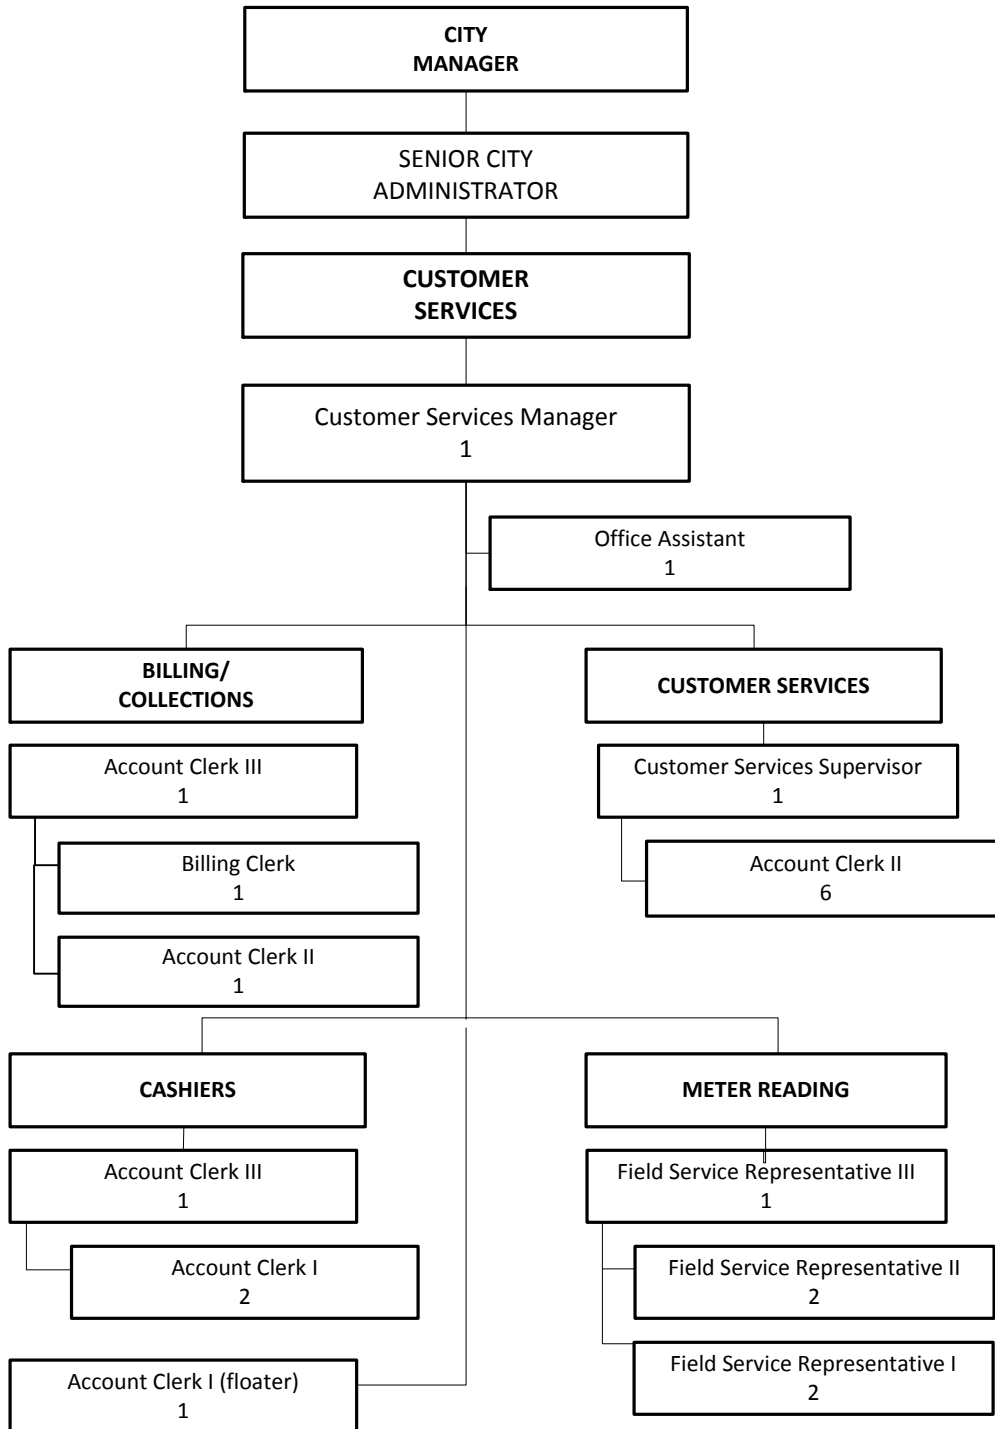 CITY
MANAGER
SENIOR CITY
ADMINISTRATOR
CUSTOMER
SERVICES
Customer Services Manager
1
Office Assistant
1
BILLING/
COLLECTIONS
Account Clerk III
1
Billing Clerk
1
Account Clerk II
1
CUSTOMER SERVICES
Customer Services Supervisor
1
Account Clerk II
6
CASHIERS
Account Clerk III
1
Account Clerk I
2
Account Clerk I (floater)
1
METER READING
Field Service Representative III
1
Field Service Representative II
2
Field Service Representative I
2